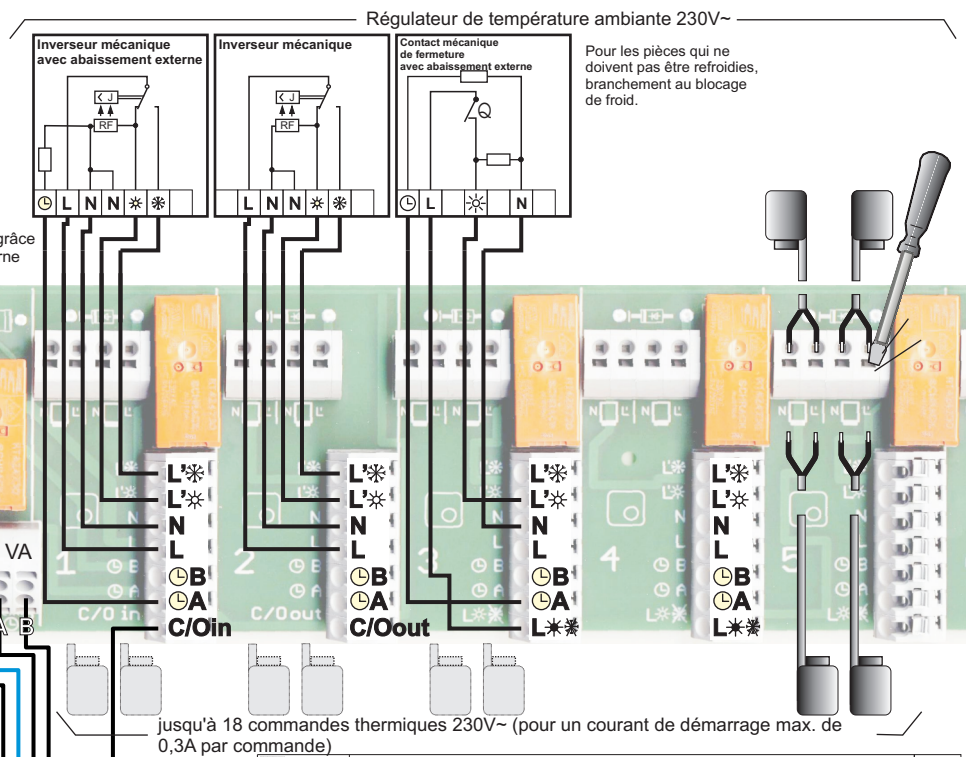 Régulateur de température ambiante 230V~
Inverseur mécanique
avec abaissement externe
Inverseur mécanique
Contact mécanique
de fermeture
avec abaissement externe
Pour les pièces qui ne
doivent pas être refroidies,
branchement au blocage
de froid.
RF
RF
L N N
L N N
L N
grâce
rne
N L'
N L'
N L'
N L'
N L'
L'
L'
N
L
B
A
C/Oin
L'
L'
N
L
B
A
C/Oout
L'
L'
N
L
B
A
L
L'
L'
N
L
B
A
L
VA
A B
1
2
3
4
5
C/O in
C/O out
jusqu'à 18 commandes thermiques 230V~ (pour un courant de démarrage max. de
0,3A par commande)